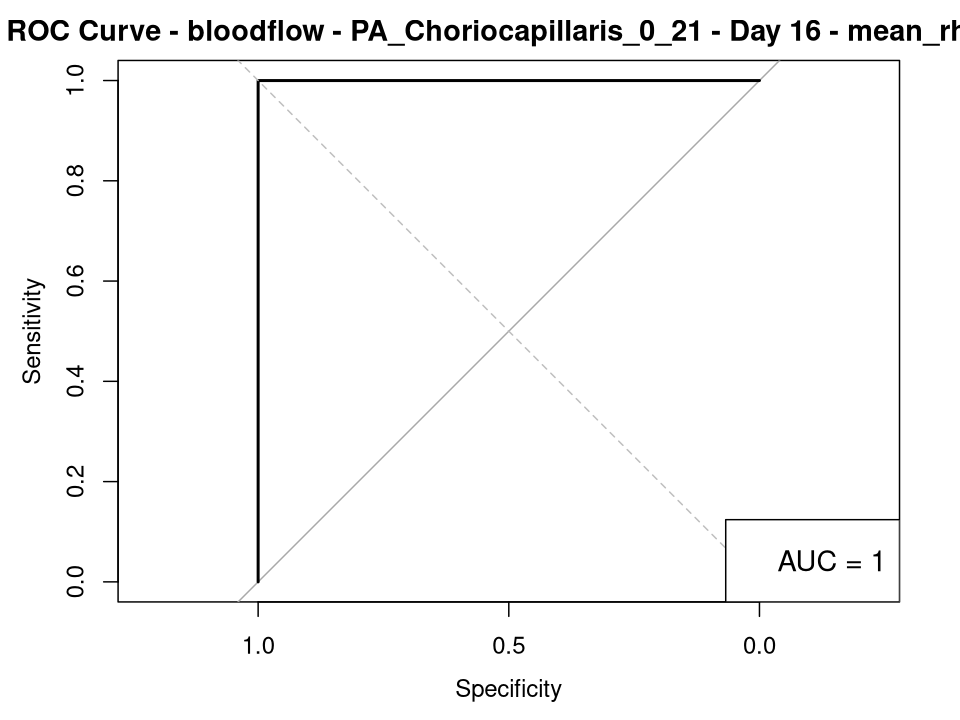 ROC Curve - bloodflow - PA_Choriocapillaris_0_21 - Day 16 - mean_rh
Sensitivity
1.0
0.8
0.6
0.4
0.2
0.0
AUC = 1
1.0 0.5 0.0
Specificity